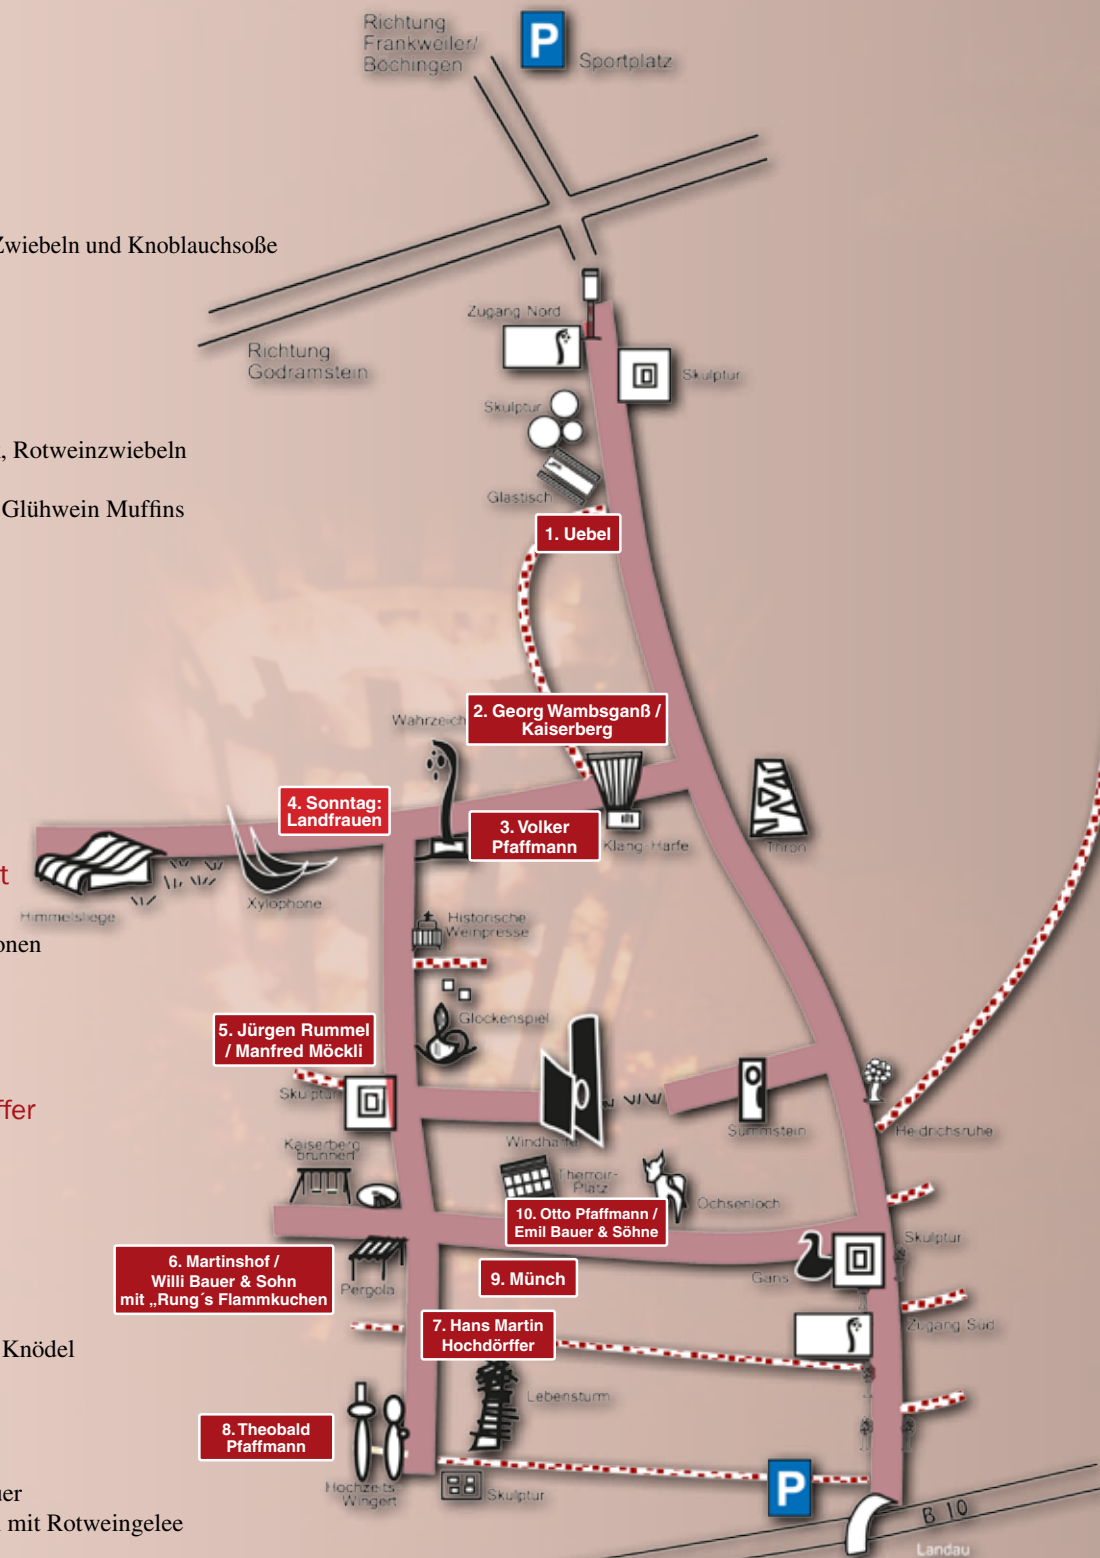 Richtung
Frankweiler/
Böchingen
P
Sportplatz
Zwiebeln und Knoblauchsoße
Zugang Nord
Richtung
Godramstein
Skulptur
Skulptur
, Rotweinzwiebeln
Glastisch
Glühwein Muffins
1. Uebel
2. Georg Wambsganß /
Kaiserberg
Wahrzeich
4. Sonntag:
Landfrauen
3. Volker
Pfaffmann
Klang-Harfe
Thron
t
Himmelsliege
Xylophone
Historische
Weinpresse
onen
Glockenspiel
5. Jürgen Rummel
/ Manfred Möckli
Skulptur
ffer
Windharfe
Summstein
Heidrichsruhe
Kaiserberg
brunnen
Therroir-
Platz
Ochsenloch
10. Otto Pfaffmann /
Emil Bauer & Söhne
Skulptur
6. Martinshof /
Willi Bauer & Sohn
mit „Rung´s Flammkuchen
Pergola
9. Münch
Gans
7. Hans Martin
Hochdörffer
Zugang Süd
Knödel
Lebensturm
8. Theobald
Pfaffmann
Hochzeits
Wingert
Skulptur
P
uer
mit Rotweingelee
B 10
Landau